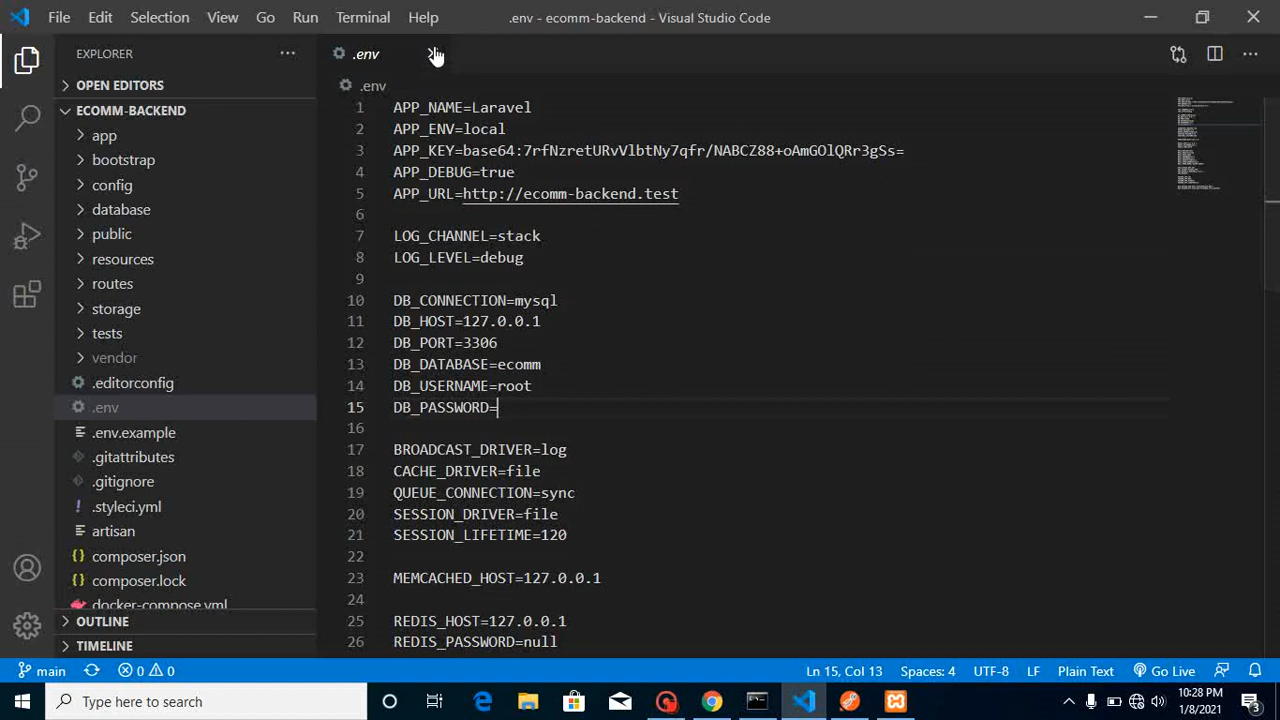 File Edit Selection View Go Run Terminal Help .env - ecomm-backend - Visual Studio Code
EXPLORER
.env
OPEN EDITORS
.env
ECOMM-BACKEND
app
bootstrap
config
database
public
resources
routes
storage
tests
vendor
.editorconfig
.env
.env.example
.gitattributes
.gitignore
.styleci.yml
artisan
composer.json
composer.lock
docker-compose.yml
OUTLINE
TIMELINE
1 APP_NAME=Laravel
2 APP_ENV=local
3 APP_KEY=base64:7rfNzretURvVlbtNy7qfr/NABCZ88+oAmGOlQRr3gSs=
4 APP_DEBUG=true
5 APP_URL=http://ecomm-backend.test
6
7 LOG_CHANNEL=stack
8 LOG_LEVEL=debug
9
10 DB_CONNECTION=mysql
11 DB_HOST=127.0.0.1
12 DB_PORT=3306
13 DB_DATABASE=ecomm
14 DB_USERNAME=root
15 DB_PASSWORD=
16
17 BROADCAST_DRIVER=log
18 CACHE_DRIVER=file
19 QUEUE_CONNECTION=sync
20 SESSION_DRIVER=file
21 SESSION_LIFETIME=120
22
23 MEMCACHED_HOST=127.0.0.1
24
25 REDIS_HOST=127.0.0.1
26 REDIS_PASSWORD=null
main 0 0 Ln 15, Col 13 Spaces: 4 UTF-8 LF Plain Text Go Live
Type here to search
10:28 PM
1/8/2021
3